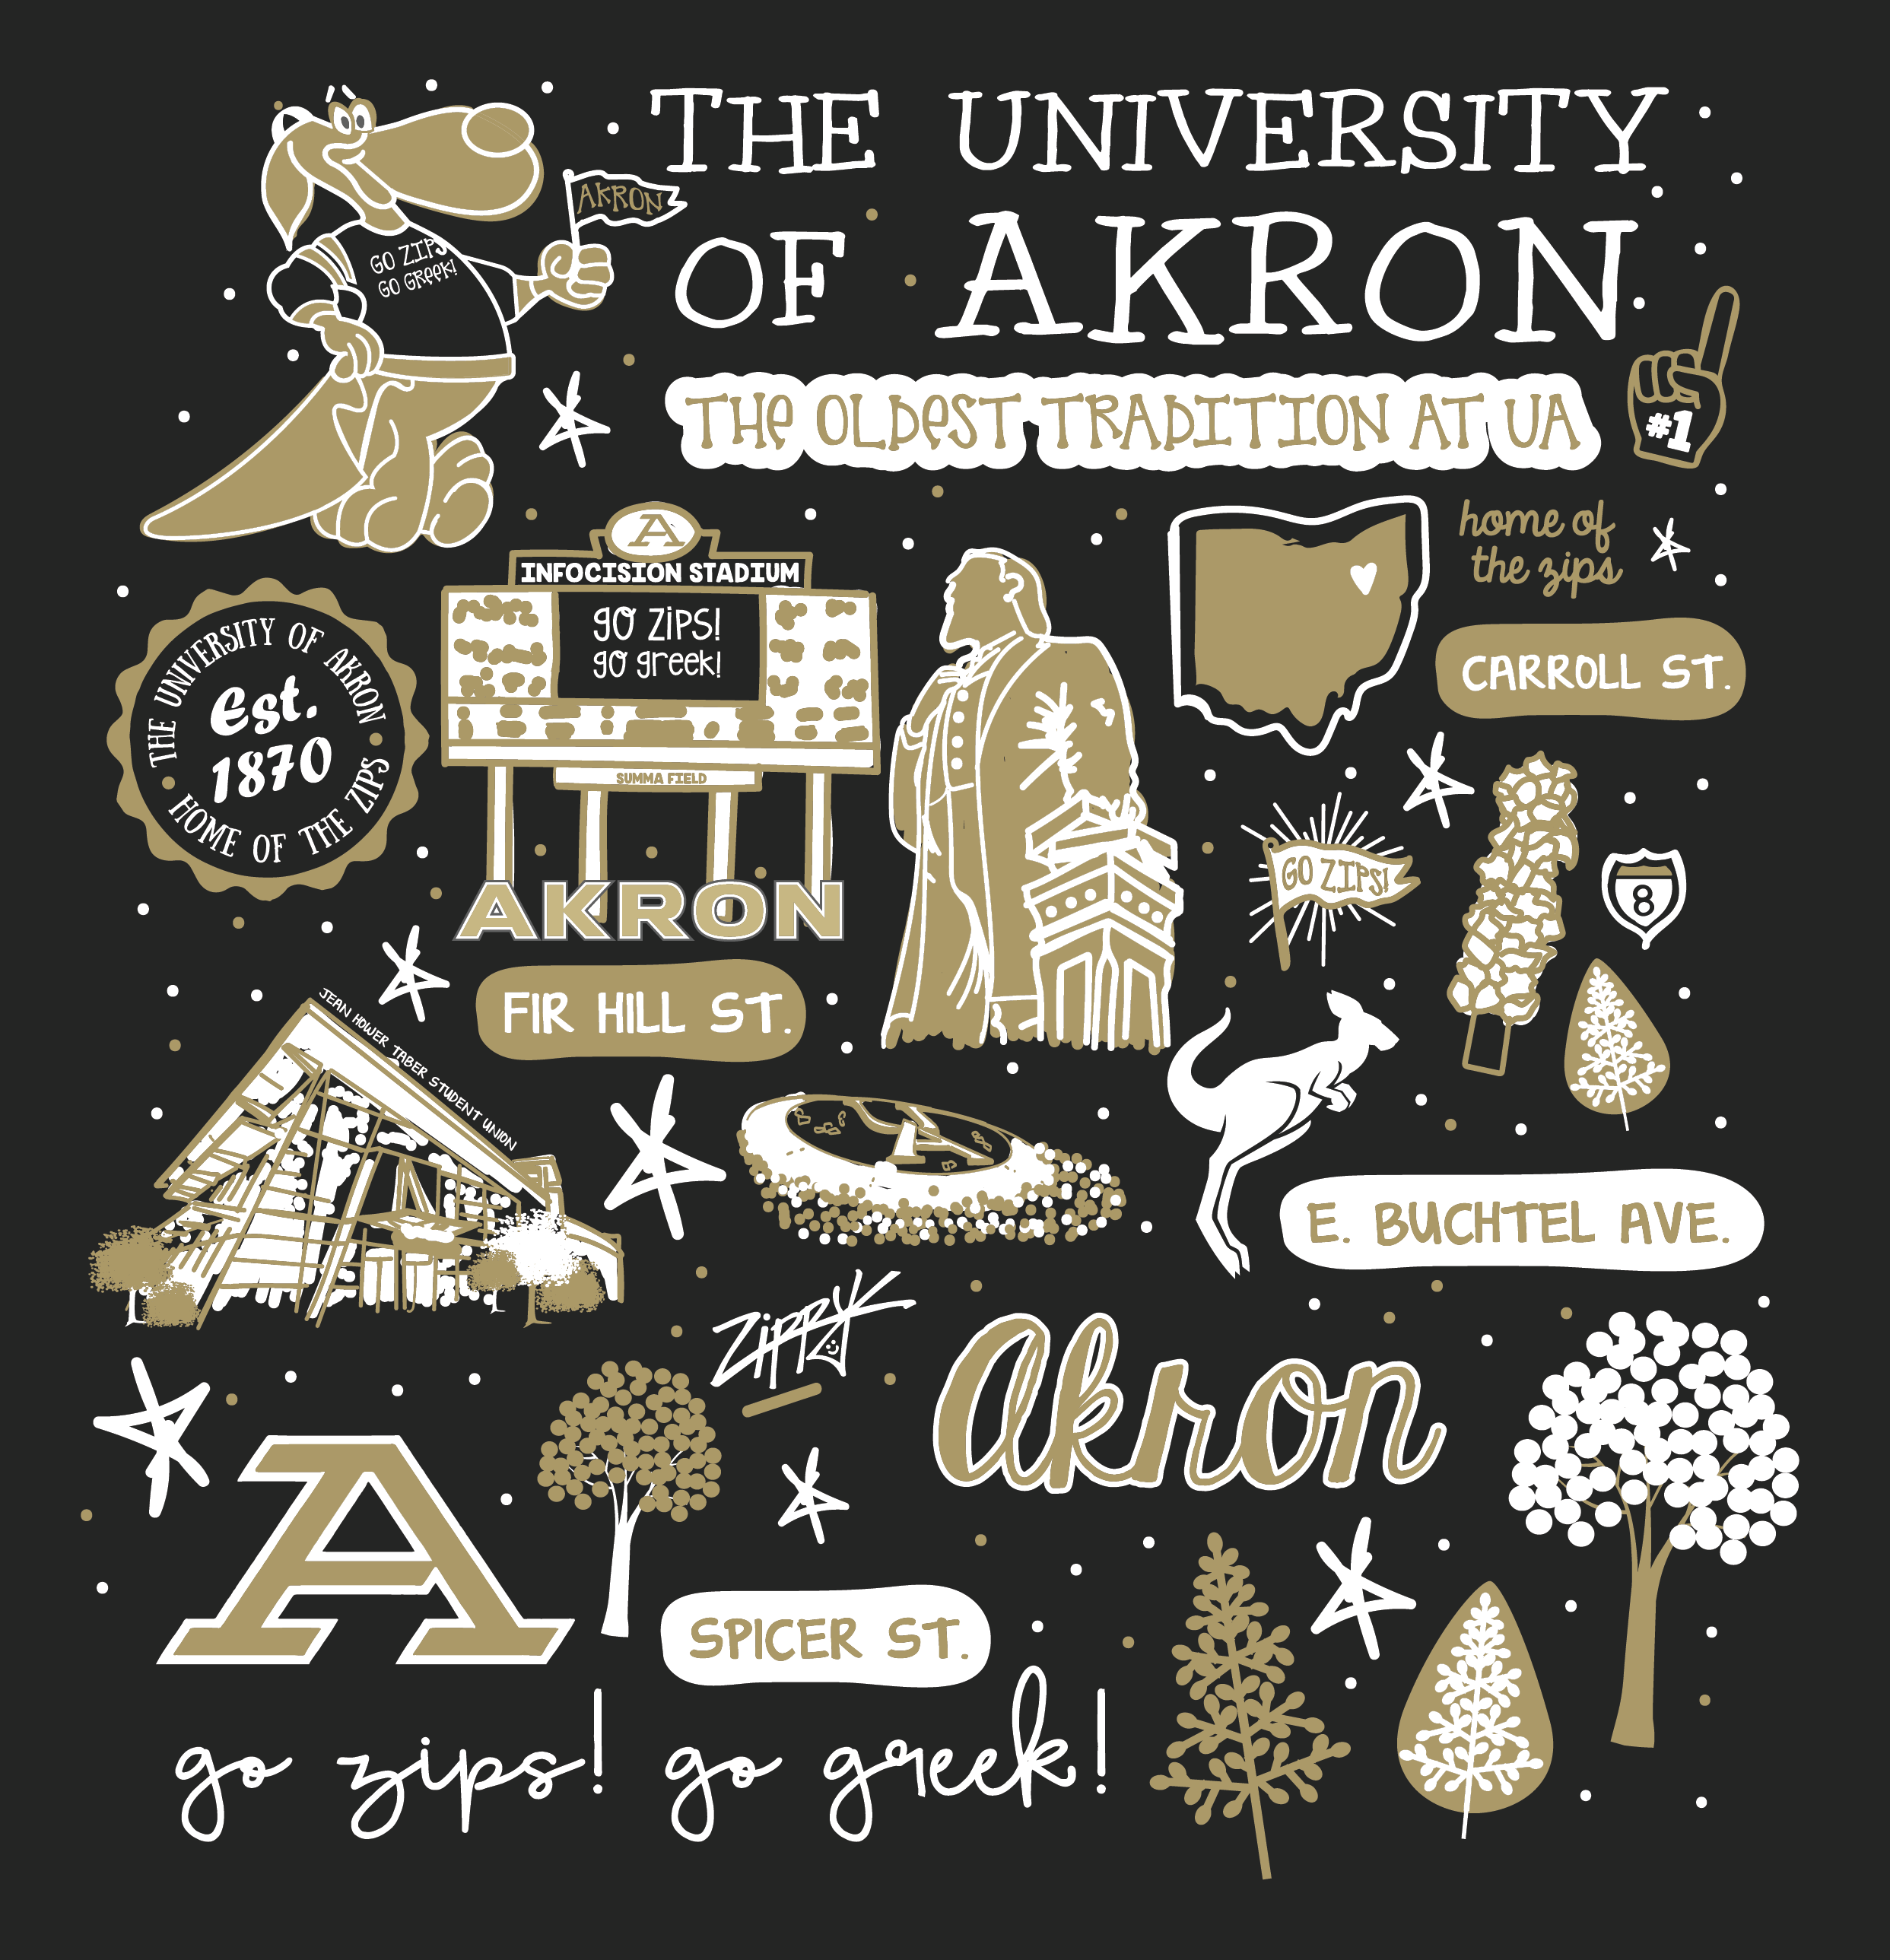 THE UNIVERSITY
OF AKRON
AKRON
GO ZIPS
GO GREEK!
THE OLDEST TRADITION AT UA
#1
A
INFOCISION STADIUM
go zips!
go greek!
SUMMA FIELD
AKRON
home of
the zips
CARROLL ST.
THE UNIVERSITY OF AKRON
est.
1870
HOME OF THE ZIPS
GO ZIPS!
8
FIR HILL ST.
JEAN HOWER TABER STUDENT UNION
A
E. BUCHTEL AVE.
Zippy
Akron
A
SPICER ST.
go zips! go greek!